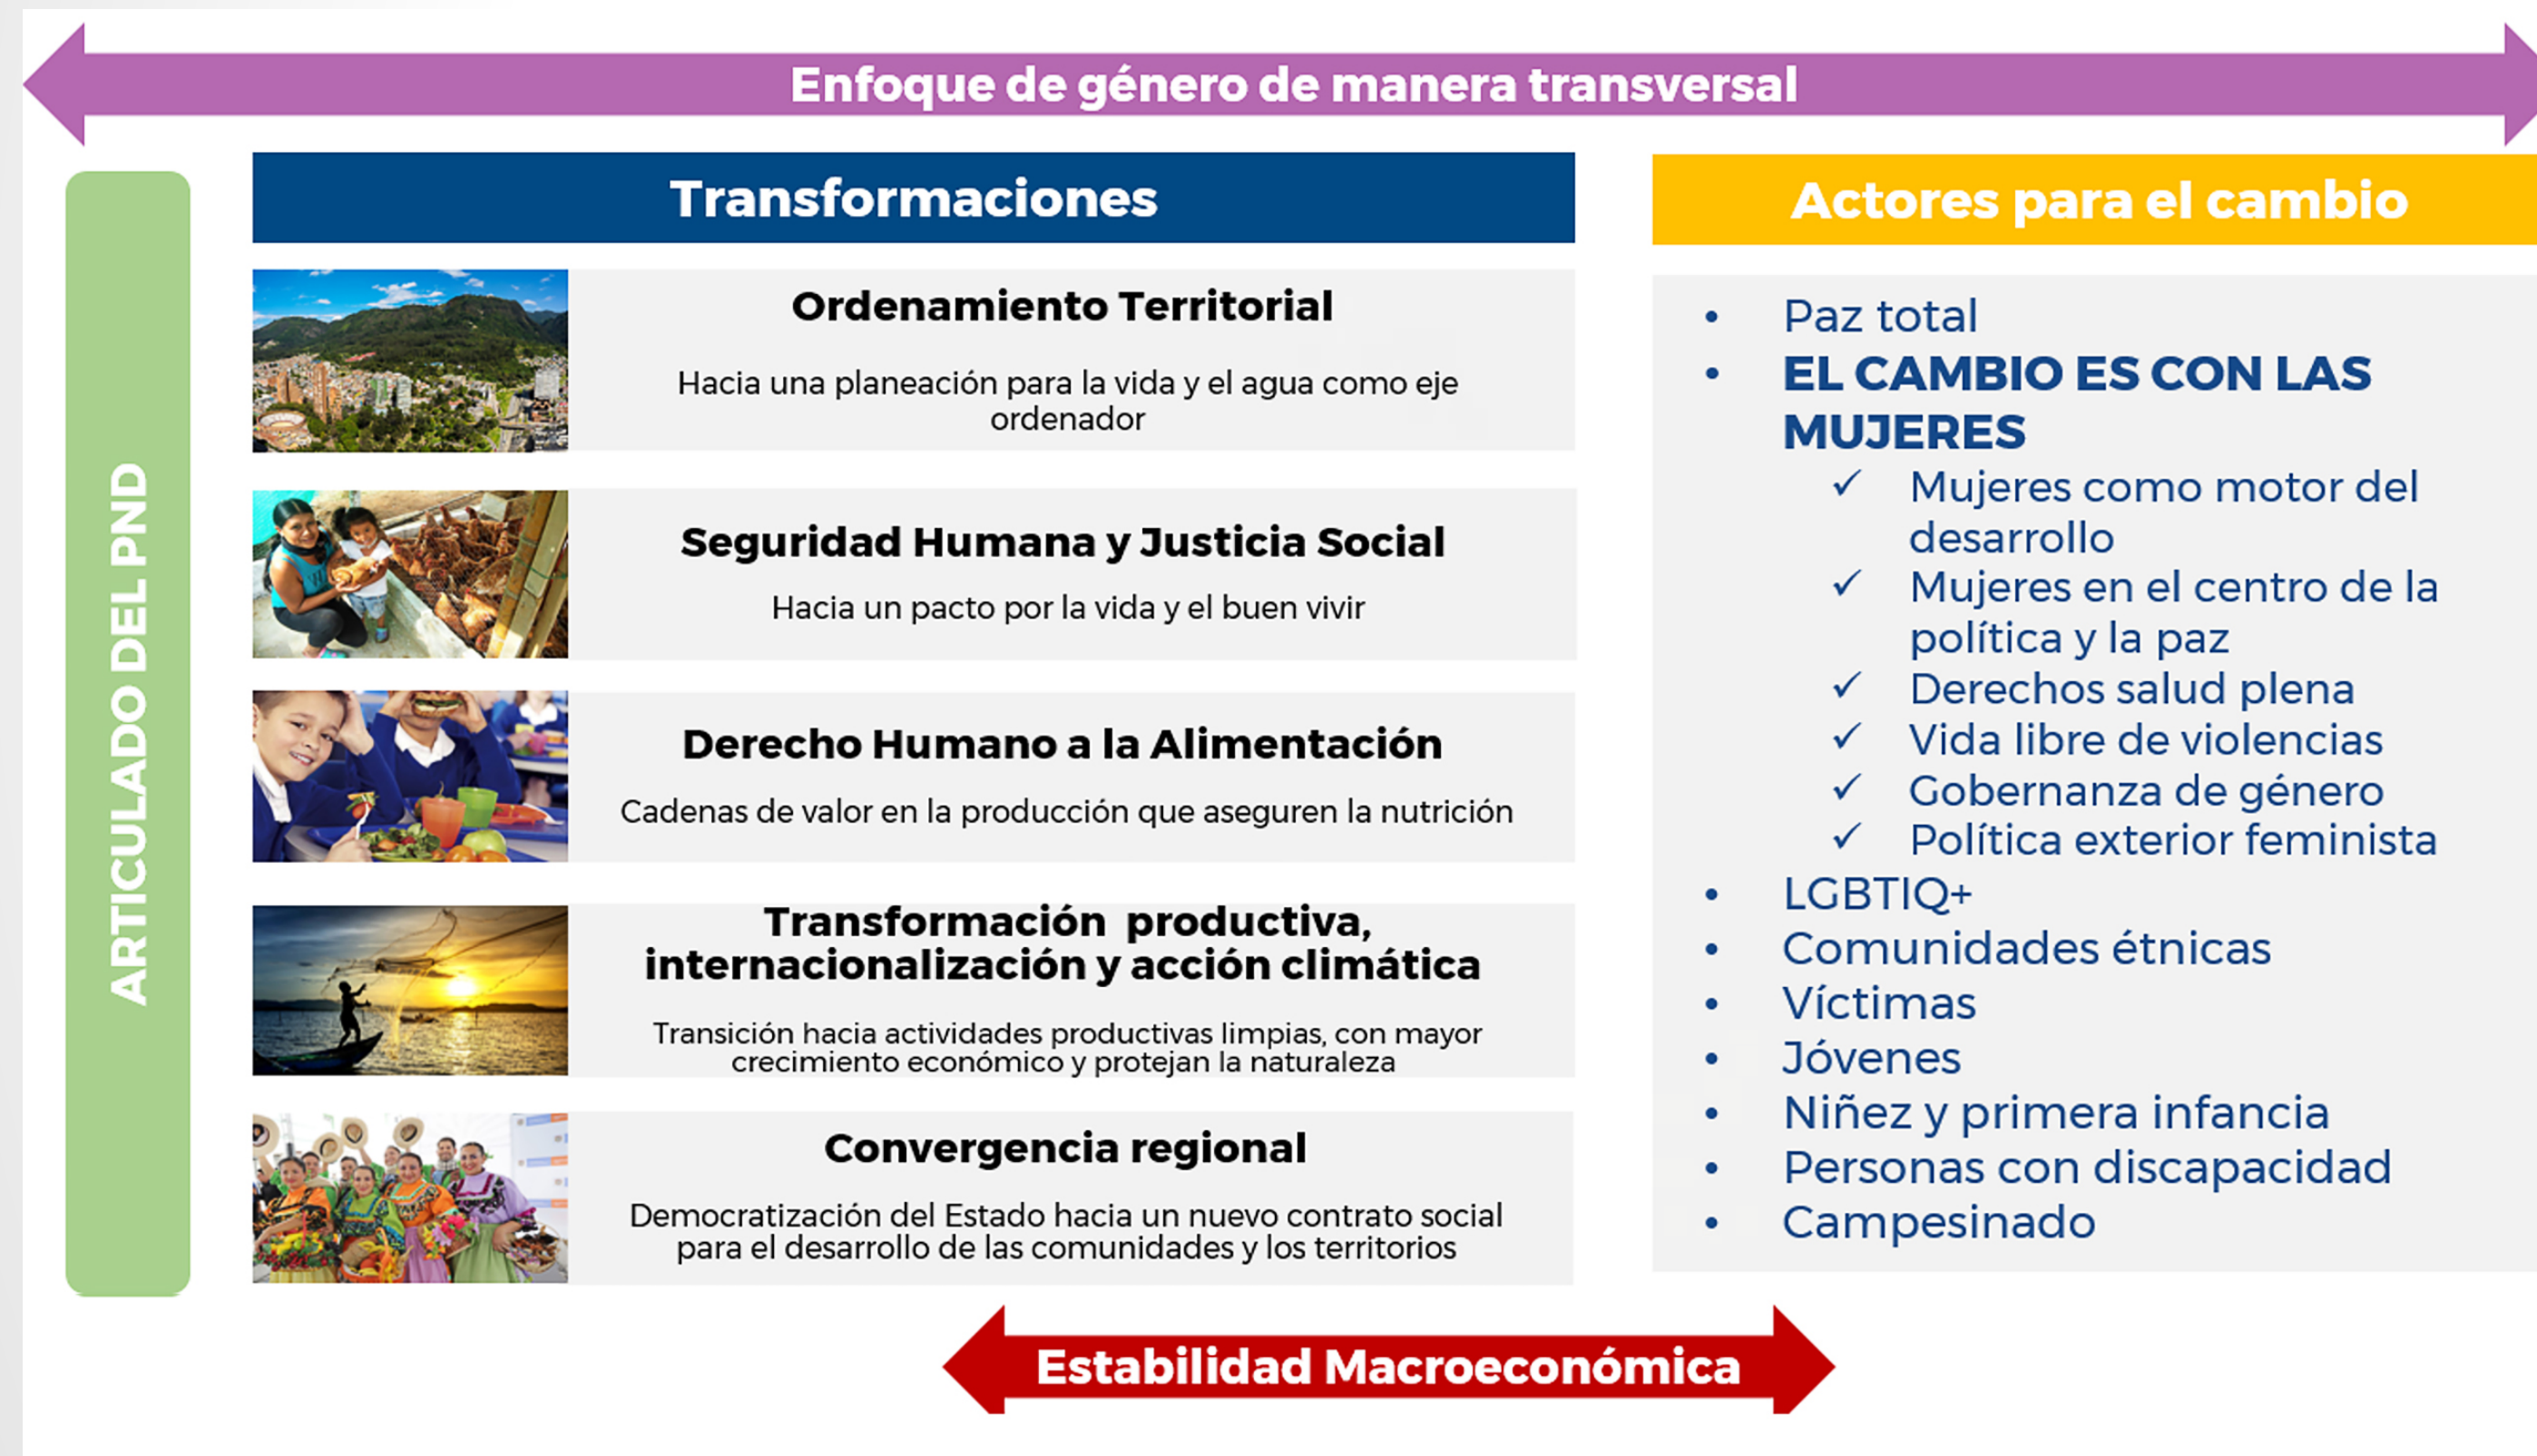 Enfoque de género de manera transversal
ARTICULADO DEL PND
Transformaciones
Ordenamiento Territorial
Hacia una planeación para la vida y el agua como eje
ordenador
Seguridad Humana y Justicia Social
Hacia un pacto por la vida y el buen vivir
Derecho Humano a la Alimentación
Cadenas de valor en la producción que aseguren la nutrición
Transformación productiva,
internacionalización y acción climática
Transición hacia actividades productivas limpias, con mayor
crecimiento económico y protejan la naturaleza
Convergencia regional
Democratización del Estado hacia un nuevo contrato social
para el desarrollo de las comunidades y los territorios
Actores para el cambio
• Paz total
• EL CAMBIO ES CON LAS
MUJERES
✓ Mujeres como motor del
desarrollo
✓ Mujeres en el centro de la
política y la paz
✓ Derechos salud plena
✓ Vida libre de violencias
✓ Gobernanza de género
✓ Política exterior feminista
• LGBTIQ+
• Comunidades étnicas
• Víctimas
• Jóvenes
• Niñez y primera infancia
• Personas con discapacidad
• Campesinado
Estabilidad Macroeconómica